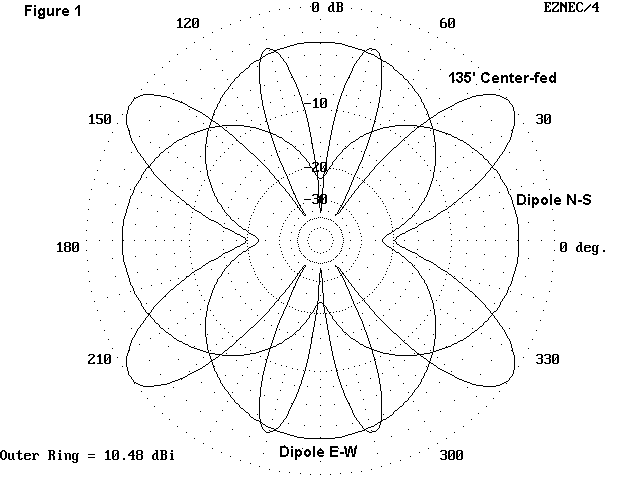 Figure 1
0 dB
EZNEC/4
120
60
135' Center-fed
-10
150
30
-20
-30
Dipole N-S
180
0 deg.
210
330
Dipole E-W
Outer Ring = 10.48 dBi
300